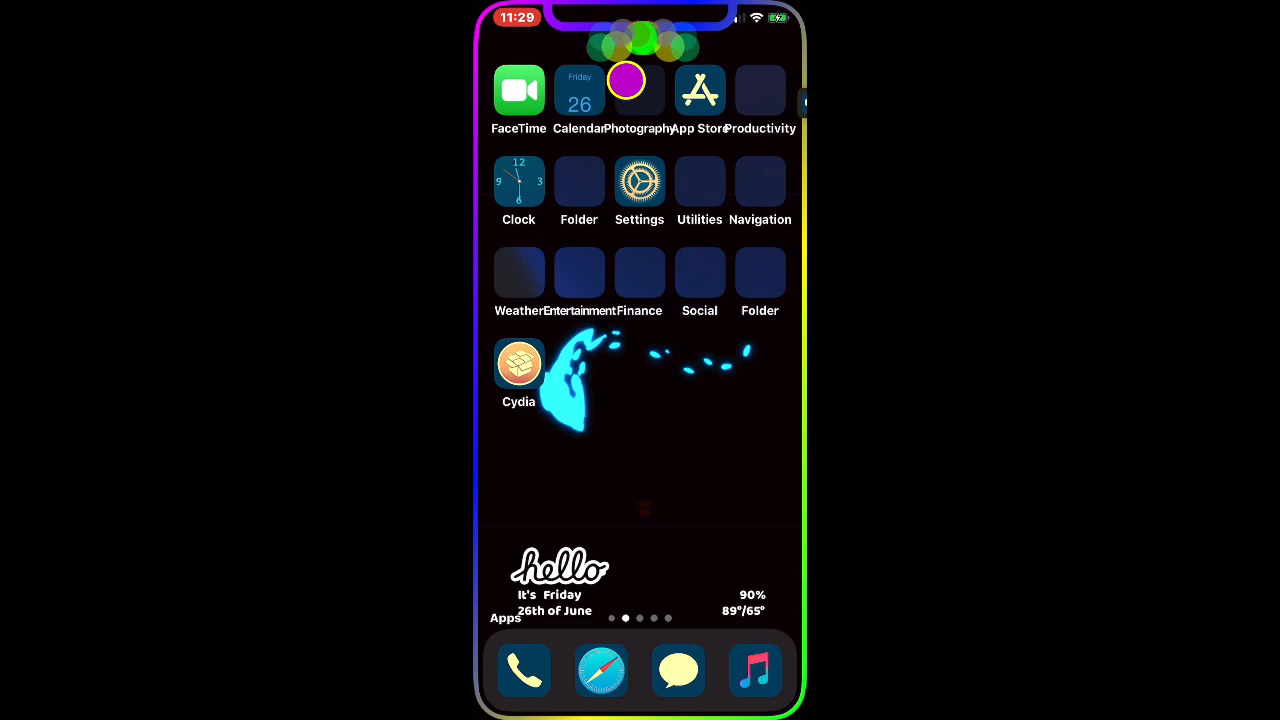 11:29
Friday
26
FaceTime Calendar Photography App Store Productivity
12
9 3
6
Clock Folder Settings Utilities Navigation
Weather Entertainment Finance Social Folder
Cydia
hello
It's Friday 90%
26th of June 89°/65°
Apps